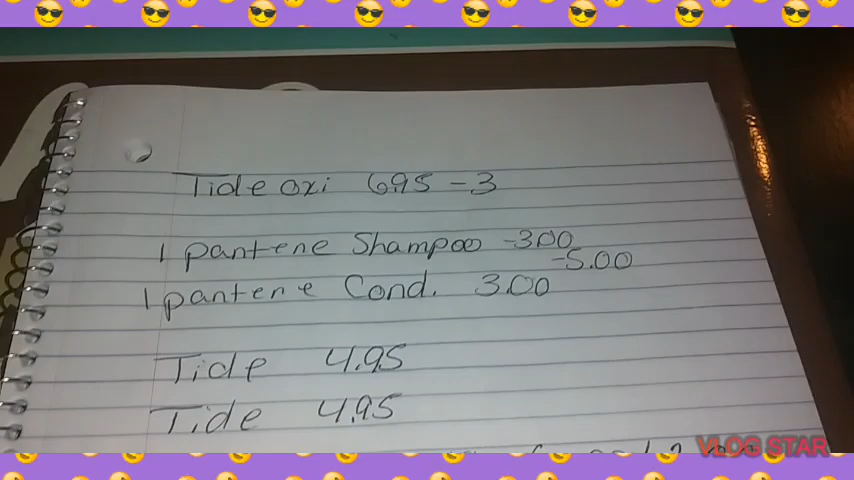 Tide oxi 6.95 - 3
1 pantene Shampoo - 3.00
- 5.00
1 pantene Cond. 3.00
Tide 4.95
Tide 4.95
VLOG STAR